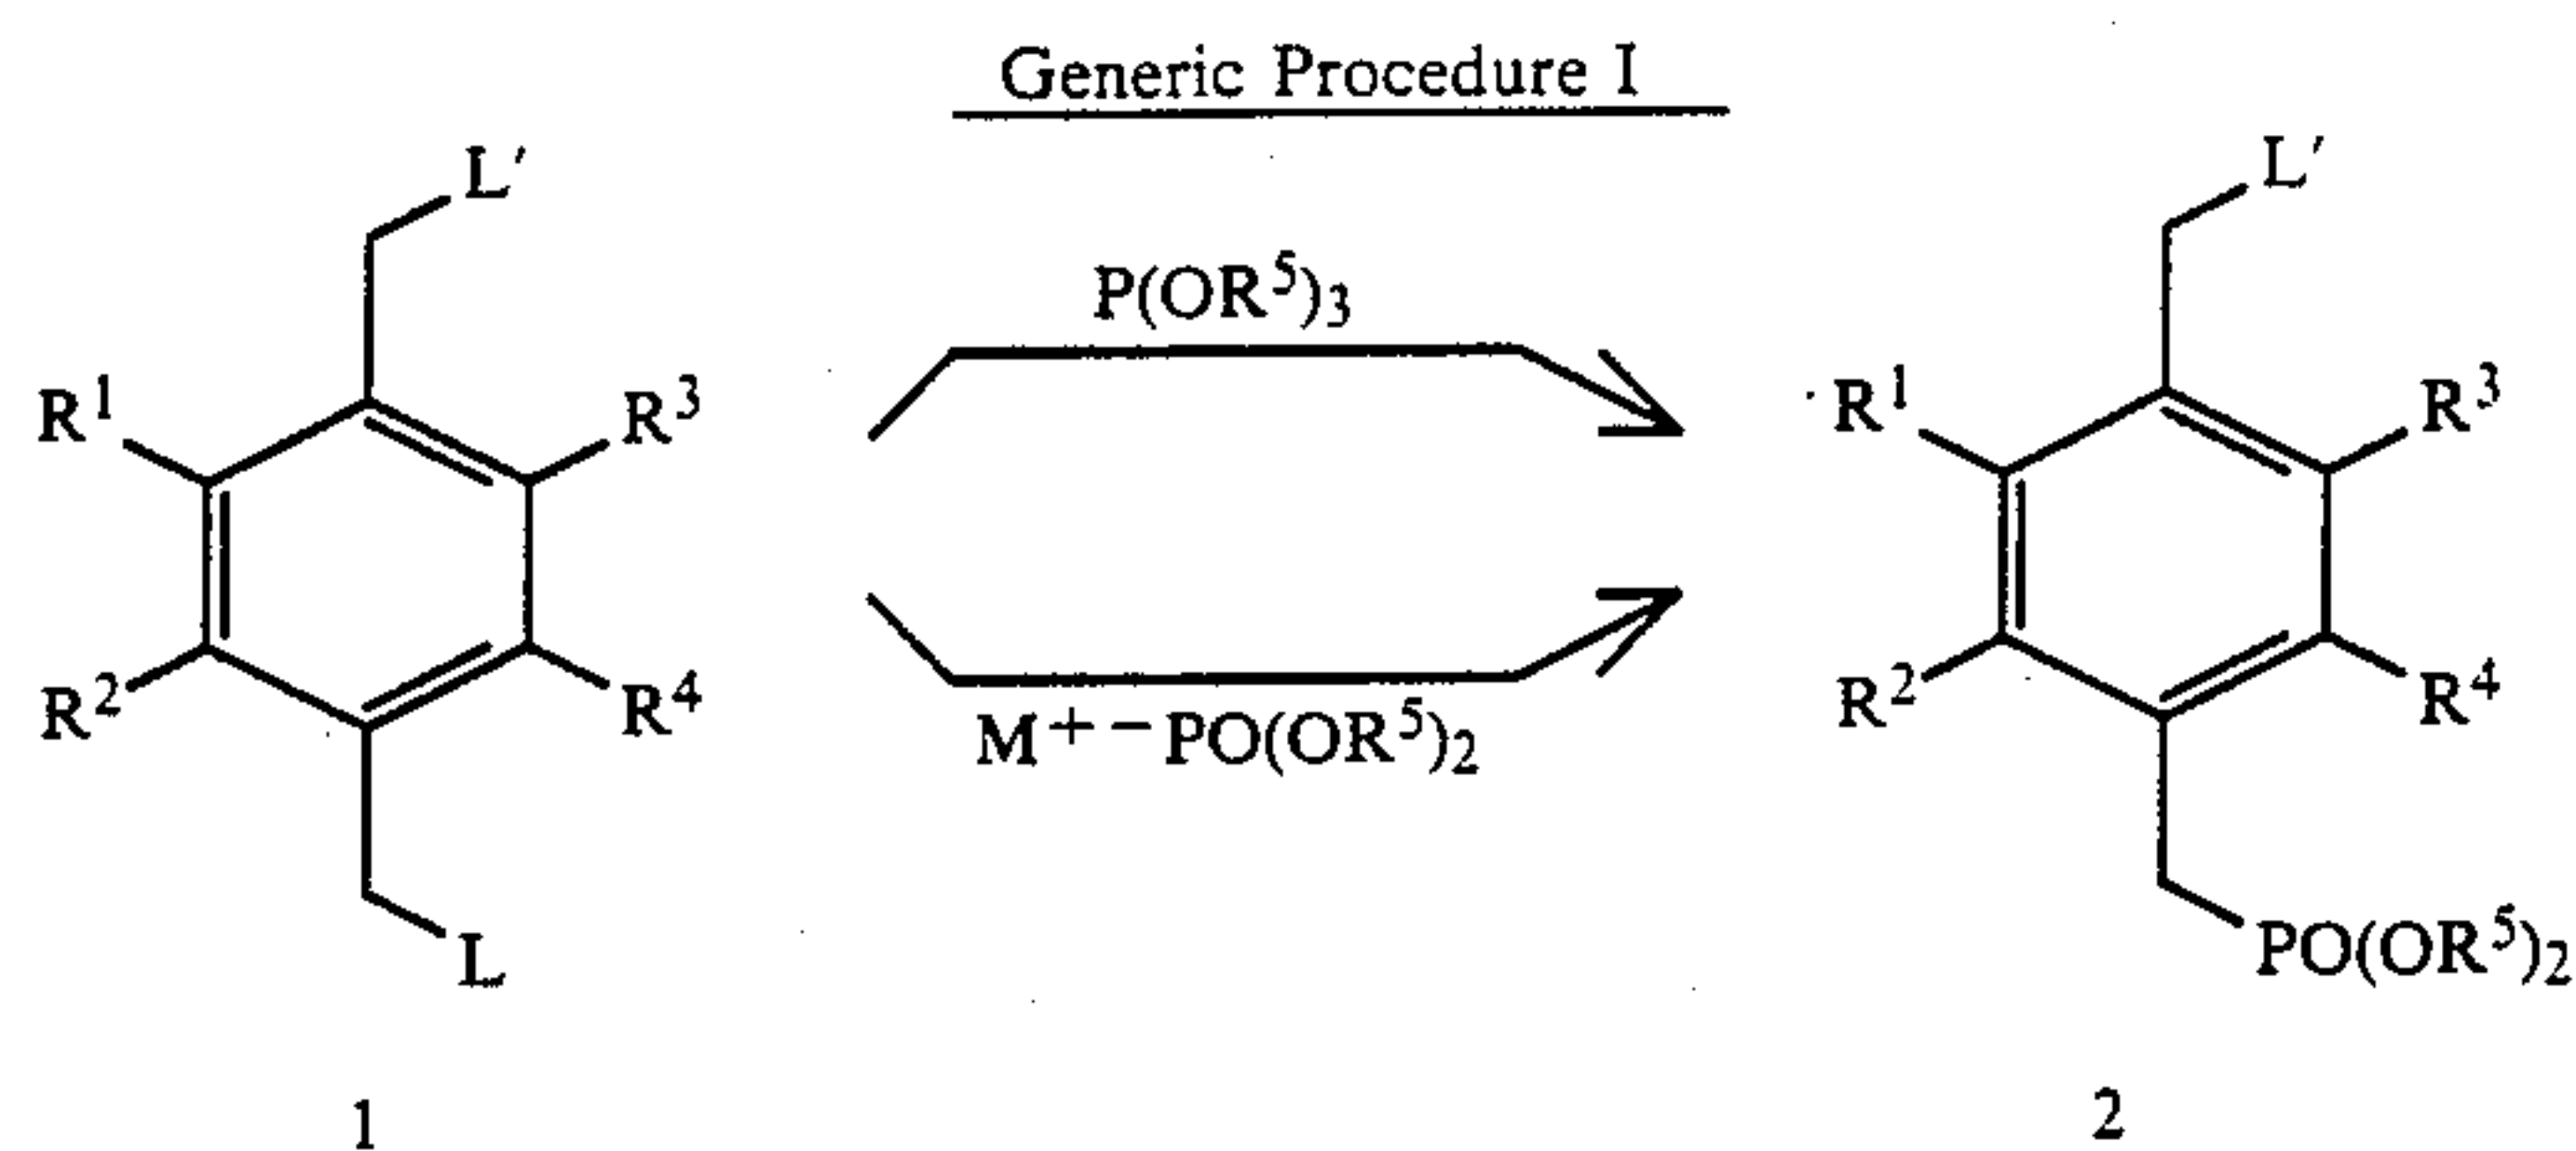 Generic Procedure I
L′
L′
P(OR⁵)₃
R¹
R³
R¹
R³
R²
R⁴
M⁺ ⁻PO(OR⁵)₂
R²
R⁴
L
PO(OR⁵)₂
1
2